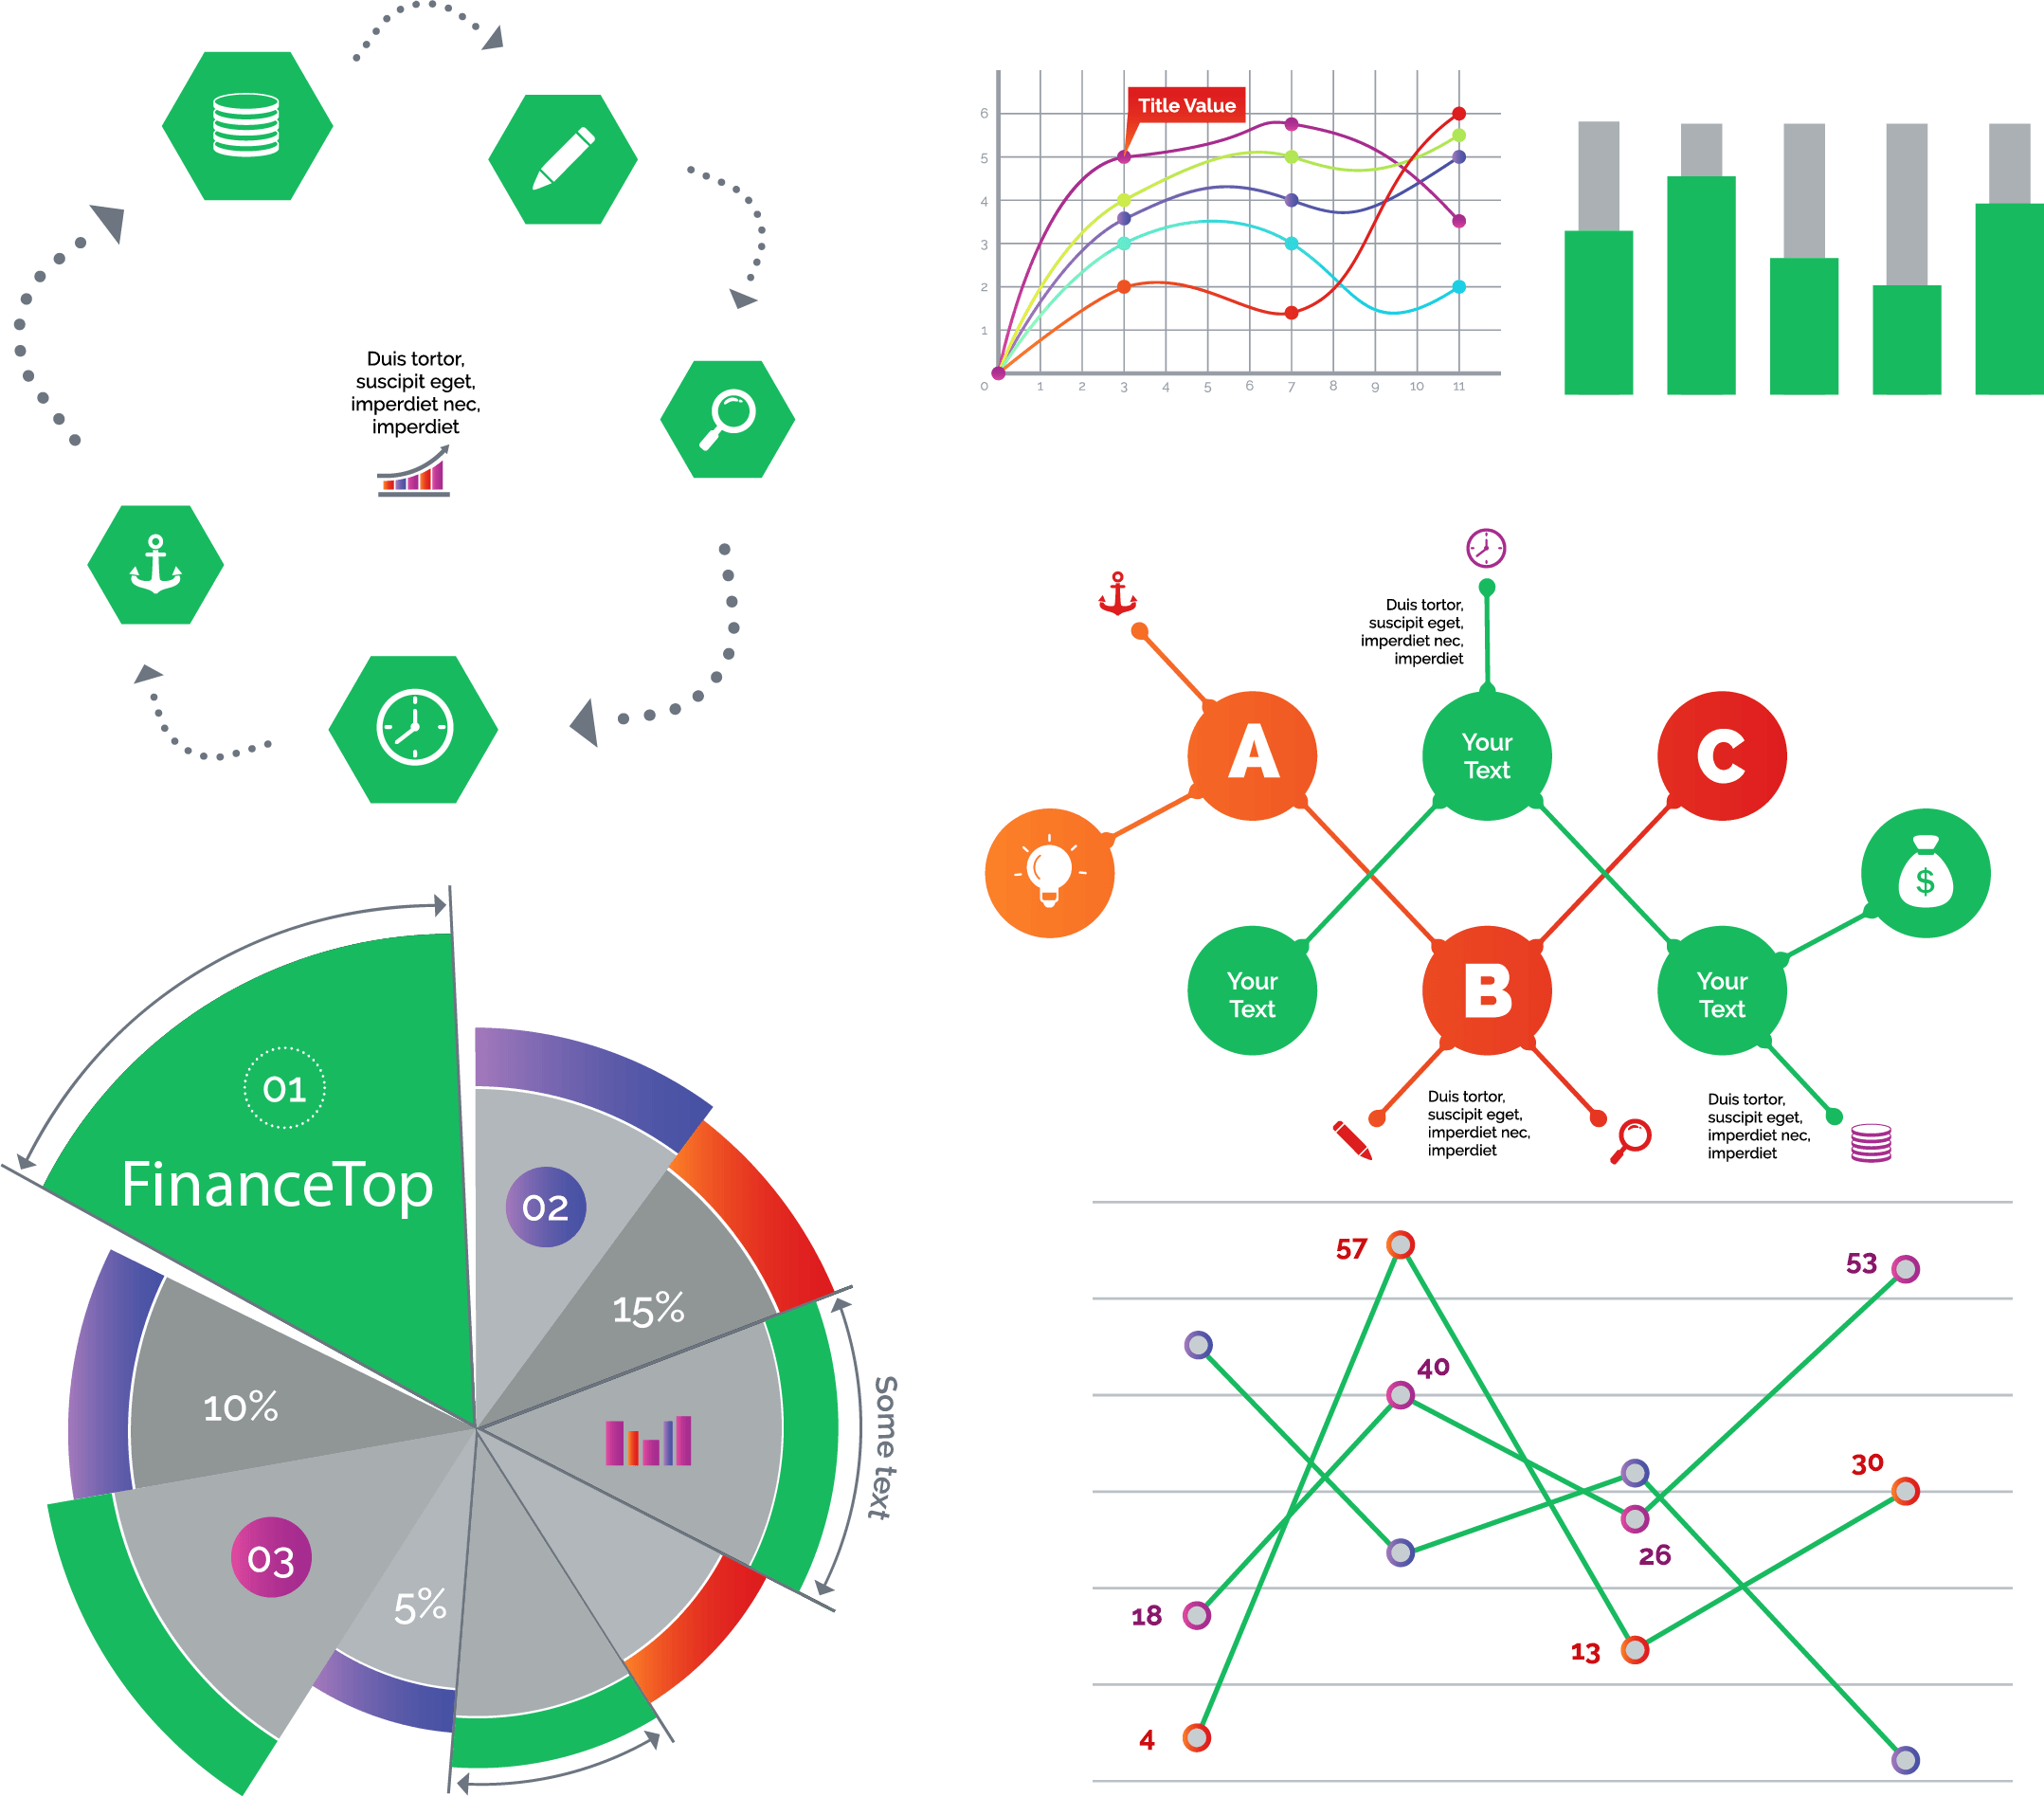 Duis tortor,
suscipit eget,
imperdiet nec,
imperdiet
Title Value
6
5
4
3
2
1
0 1 2 3 4 5 6 7 8 9 10 11
Duis tortor,
suscipit eget,
imperdiet nec,
imperdiet
A
Your
Text
C
$
Your
Text
B
Your
Text
Duis tortor,
suscipit eget,
imperdiet nec,
imperdiet
Duis tortor,
suscipit eget,
imperdiet nec,
imperdiet
01
FinanceTop
02
15%
10%
Some text
03
5%
57
53
40
30
26
18
13
4